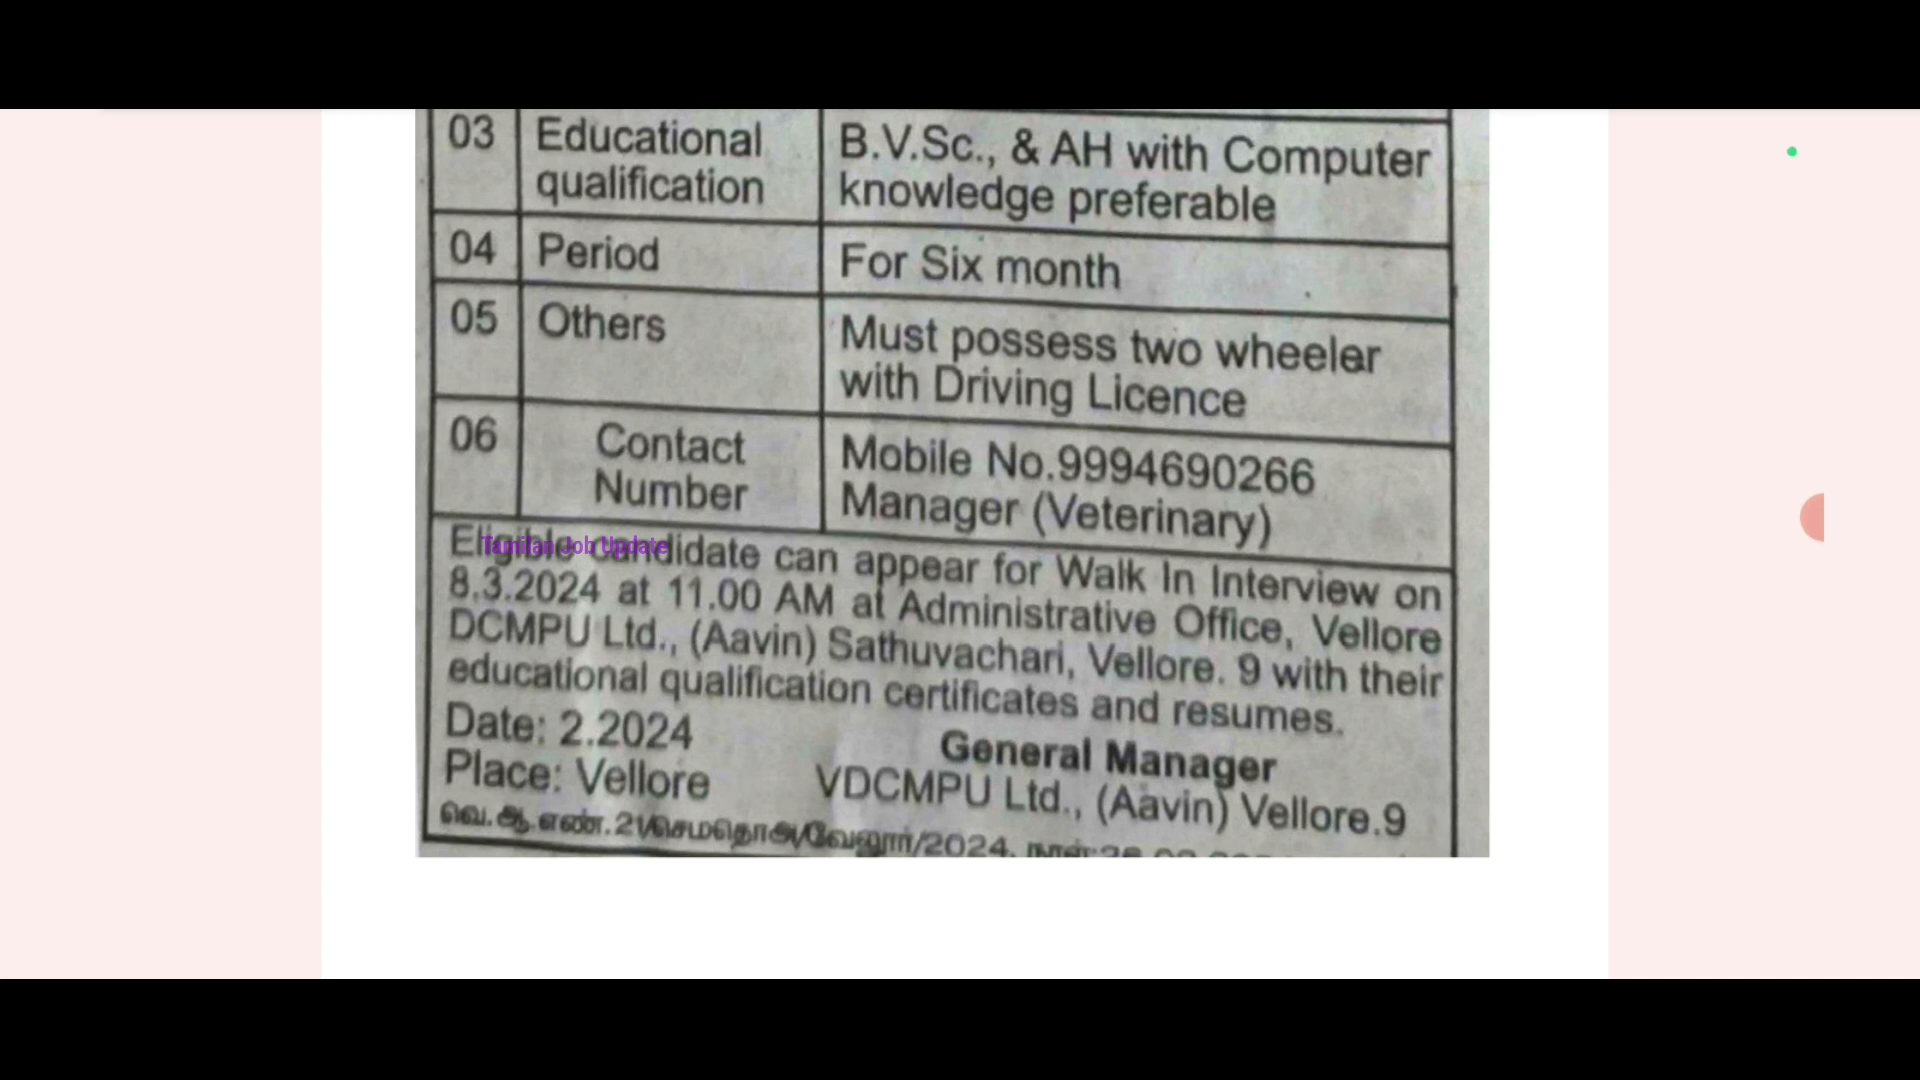 03 Educational qualification B.V.Sc., & AH with Computer knowledge preferable
04 Period For Six month
05 Others Must possess two wheeler with Driving Licence
06 Contact Number Mobile No.9994690266 Manager (Veterinary)
Tamilan Job Update
Eligible candidate can appear for Walk In Interview on
8.3.2024 at 11.00 AM at Administrative Office, Vellore
DCMPU Ltd., (Aavin) Sathuvachari, Vellore. 9 with their
educational qualification certificates and resumes.
Date: 2.2024
Place: Vellore
General Manager
VDCMPU Ltd., (Aavin) Vellore.9
வெ.ஆ.எண்.21/செமதொஅ/வேலூர்/2024, நாள்: